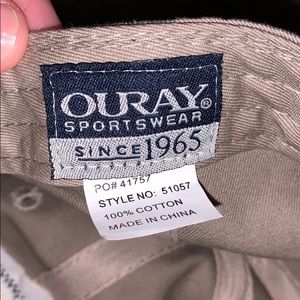 OURAY®
SPORTSWEAR
SINCE 1965
PO# 41757
STYLE NO: 51057
100% COTTON
MADE IN CHINA